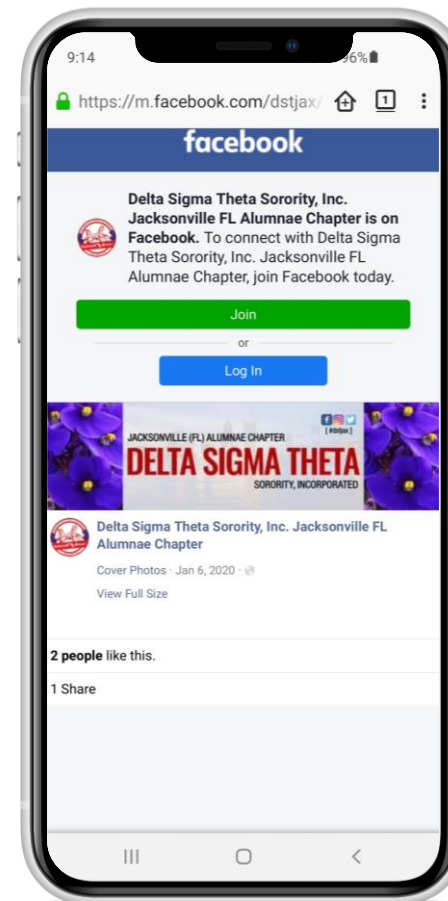 9:14
96%
https://m.facebook.com/dstjax/
1
facebook
Delta Sigma Theta Sorority, Inc.
Jacksonville FL Alumnae Chapter is on
Facebook. To connect with Delta Sigma
Theta Sorority, Inc. Jacksonville FL
Alumnae Chapter, join Facebook today.
Join
or
Log In
[ #dstjax ]
JACKSONVILLE (FL) ALUMNAE CHAPTER
DELTA SIGMA THETA
SORORITY, INCORPORATED
Delta Sigma Theta Sorority, Inc. Jacksonville FL
Alumnae Chapter
Cover Photos · Jan 6, 2020 ·
View Full Size
2 people like this.
1 Share